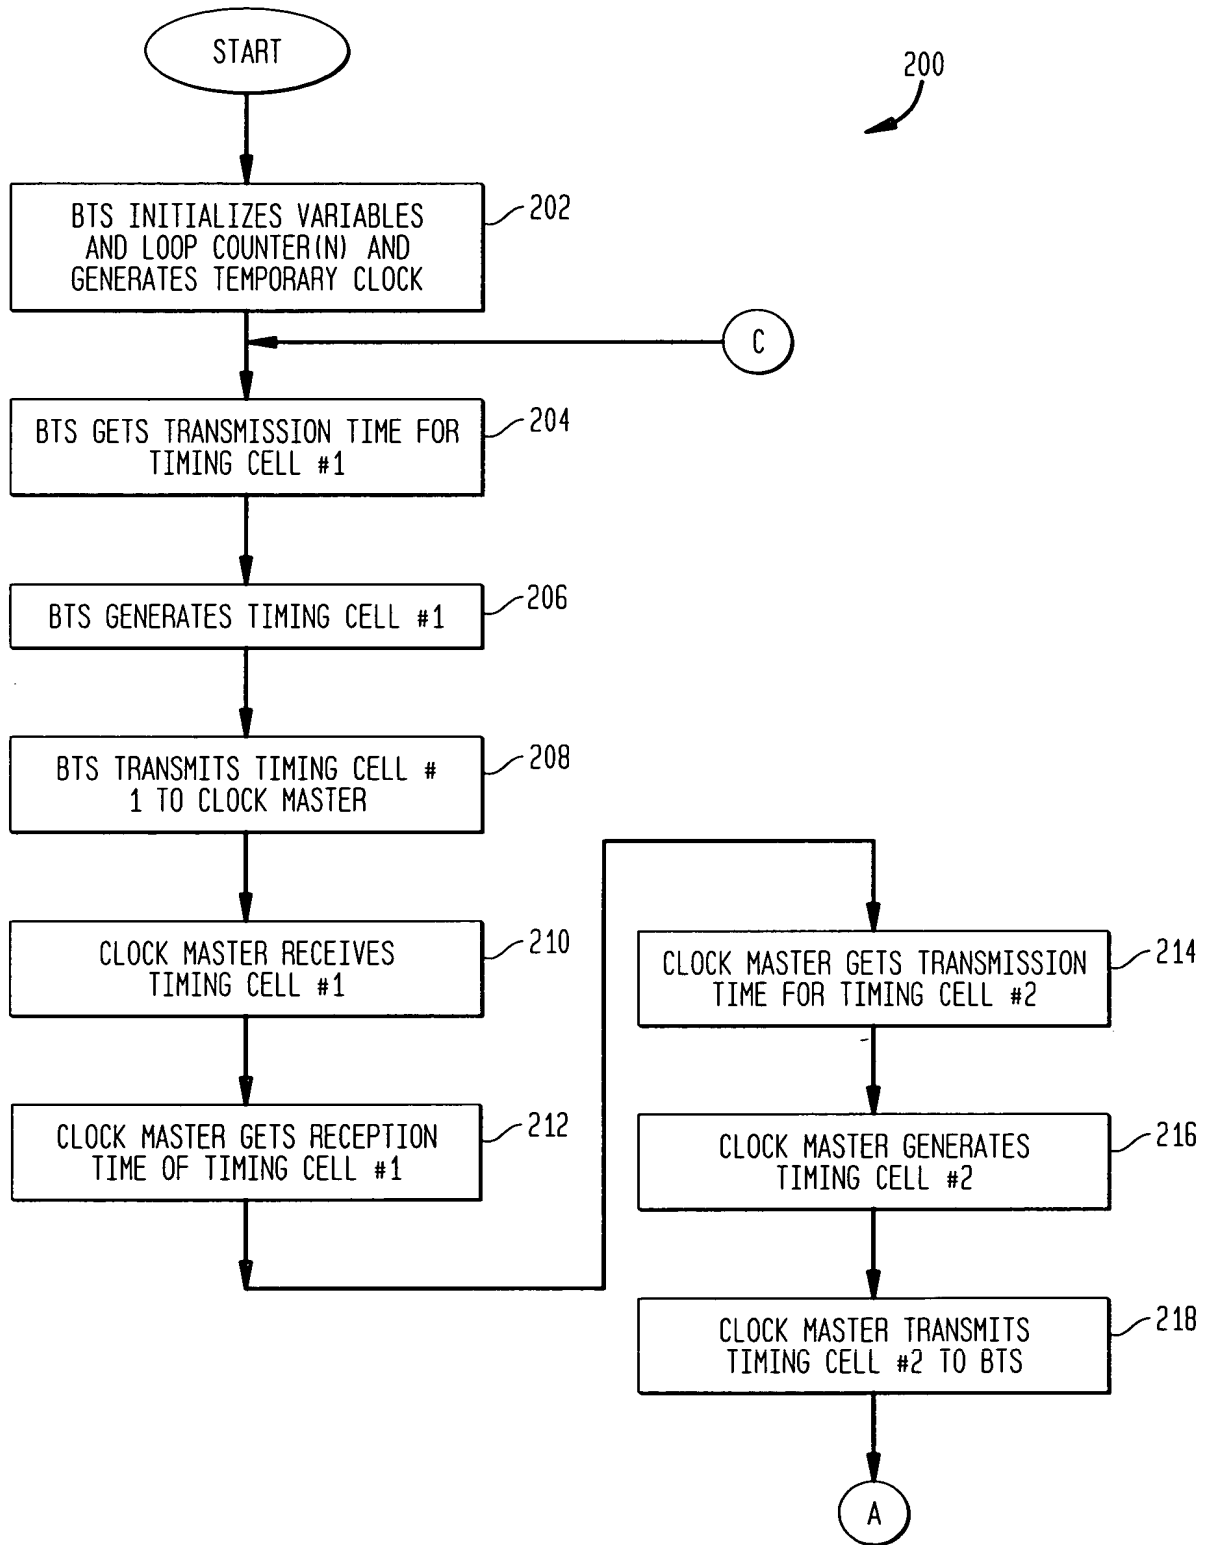 START
200
BTS INITIALIZES VARIABLES
AND LOOP COUNTER(N) AND
GENERATES TEMPORARY CLOCK
202
C
BTS GETS TRANSMISSION TIME FOR
TIMING CELL #1
204
BTS GENERATES TIMING CELL #1
206
BTS TRANSMITS TIMING CELL #
1 TO CLOCK MASTER
208
CLOCK MASTER RECEIVES
TIMING CELL #1
210
CLOCK MASTER GETS RECEPTION
TIME OF TIMING CELL #1
212
CLOCK MASTER GETS TRANSMISSION
TIME FOR TIMING CELL #2
214
CLOCK MASTER GENERATES
TIMING CELL #2
216
CLOCK MASTER TRANSMITS
TIMING CELL #2 TO BTS
218
A